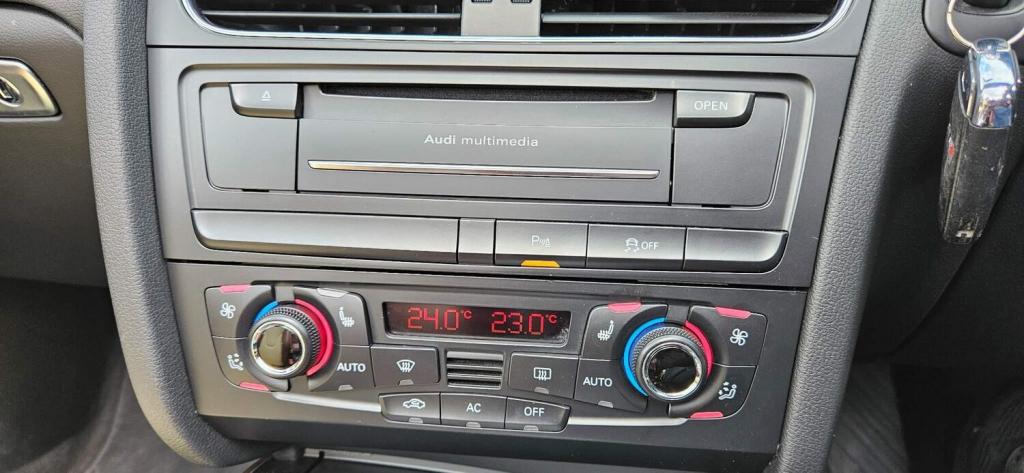 OPEN
Audi multimedia
P
OFF
24.0°C 23.0°C
AUTO
AUTO
AC
OFF